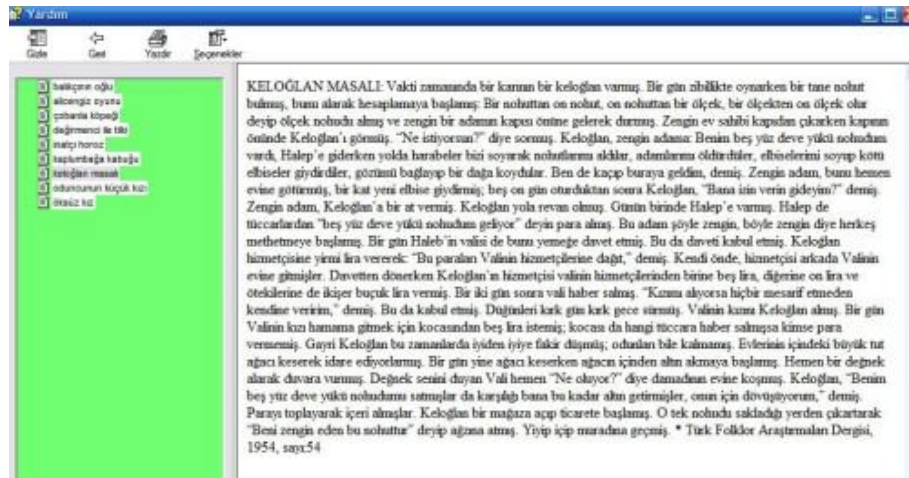 Yardım
Gizle Geri Yazdır Seçenekler
balıkçının oğlu
alicengiz oyunu
çobanla köpeği
değirmenci ile tilki
inatçı horoz
kaplumbağa kabuğu
keloğlan masalı
oduncunun küçük kızı
öksüz kız
KELOĞLAN MASALI: Vakti zamanında bir karının bir keloğlan varmış. Bir gün zibillikte oynarken bir tane nohut
bulmuş, bunu alarak hesaplamaya başlamış: Bir nohuttan on nohut, on nohuttan bir ölçek, bir ölçekten on ölçek olur
deyip ölçek nohudu almış ve zengin bir adamın kapısı önüne gelerek durmuş. Zengin ev sahibi kapıdan çıkarken kapının
önünde Keloğlan'ı görmüş. “Ne istiyorsun?” diye sormuş. Keloğlan, zengin adama: Benim beş yüz deve yükü nohudum
vardı, Halep'e giderken yolda harabeler bizi soyarak nohutlarımı aldılar, adamlarımı öldürdüler, elbiselerimi soyup kötü
elbiseler giydirdiler, gözümü bağlayıp bir dağa koydular. Ben de kaçıp buraya geldim, demiş. Zengin adam, bunu hemen
evine götürmüş, bir kat yeni elbise giydirmiş; beş on gün oturduktan sonra Keloğlan, “Bana izin verin gideyim?” demiş.
Zengin adam, Keloğlan'a bir at vermiş. Keloğlan yola revan olmuş. Günün birinde Halep'e varmış. Halep de
tüccarlardan “beş yüz deve yükü nohudum geliyor” deyin para almış. Bu adam şöyle zengin, böyle zengin diye herkes
methetmeye başlamış. Bir gün Haleb'in valisi de bunu yemeğe davet etmiş. Bu da daveti kabul etmiş. Keloğlan
hizmetçisine yirmi lira vererek: “Bu paraları Valinin hizmetçilerine dağıt,” demiş. Kendi önde, hizmetçisi arkada Valinin
evine gitmişler. Davetten dönerken Keloğlan'ın hizmetçisi valinin hizmetçilerinden birine beş lira, diğerine on lira ve
ötekilerine de ikişer buçuk lira vermiş. Bir iki gün sonra vali haber salmış. “Kızımı alıyorsa hiçbir mesarif etmeden
kendine veririm,” demiş. Bu da kabul etmiş. Düğünleri kırk gün kırk gece sürmüş. Valinin kızını Keloğlan almış. Bir gün
Valinin kızı hamama gitmek için kocasından beş lira istemiş; kocası da hangi tüccara haber salmışsa kimse para
vermemiş. Gayri Keloğlan bu zamanlarda iyiden iyiye fakir düşmüş; odunları bile kalmamış. Evlerinin içindeki büyük tut
ağacı keserek idare ediyorlarmış. Bir gün yine ağacı keserken ağacın içinden altın akmaya başlamış. Hemen bir değnek
alarak duvara vurmuş. Değnek sesini duyan Vali hemen “Ne oluyor?” diye damadının evine koşmuş. Keloğlan, “Benim
beş yüz deve yükü nohudumu satmışlar da karşılığı bana bu kadar altın getirmişler, onun için dövüşüyorum,” demiş.
Parayı toplayarak içeri almışlar. Keloğlan bir mağaza açıp ticarete başlamış. O tek nohudu sakladığı yerden çıkartarak
“Beni zengin eden bu nohuttur” deyip ağzına atmış. Yiyip içip muradına geçmiş. * Türk Folklor Araştırmaları Dergisi,
1954, sayı:54